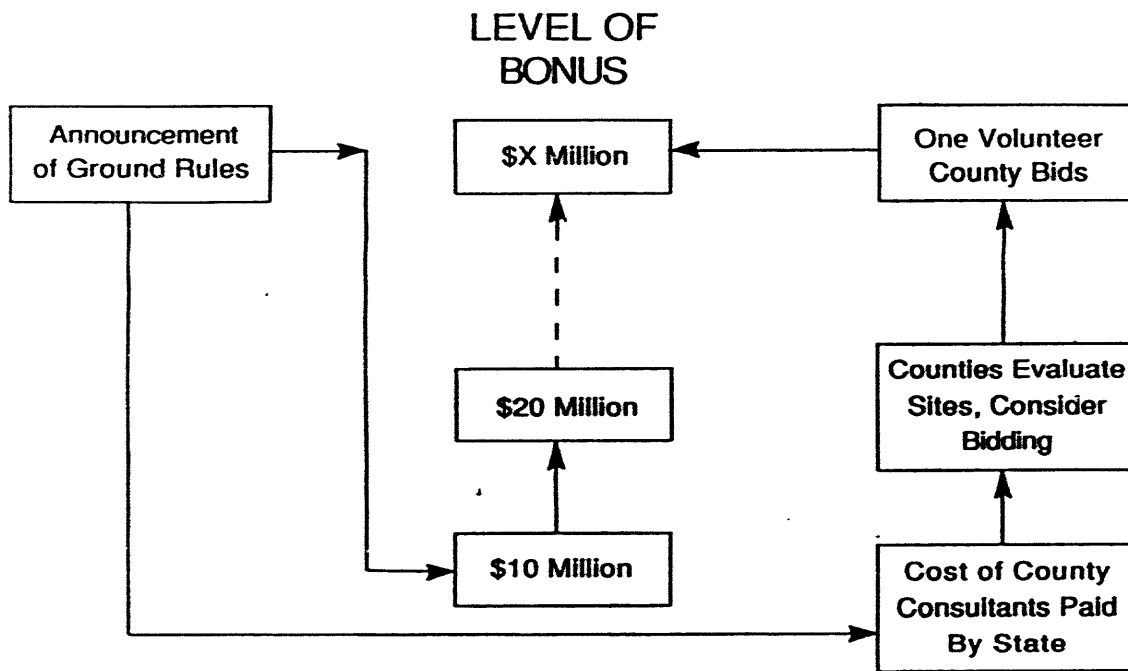 LEVEL OF
BONUS
Announcement
of Ground Rules
$X Million
One Volunteer
County Bids
$20 Million
Counties Evaluate
Sites, Consider
Bidding
$10 Million
Cost of County
Consultants Paid
By State